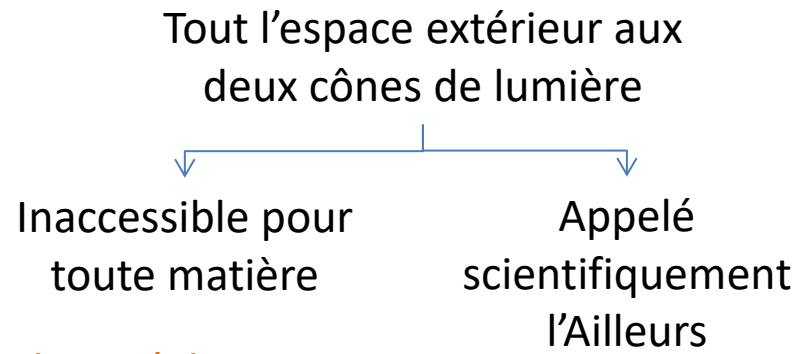 Tout l’espace extérieur aux
deux cônes de lumière
Inaccessible pour
toute matière
Appelé
scientifiquement
l’Ailleurs